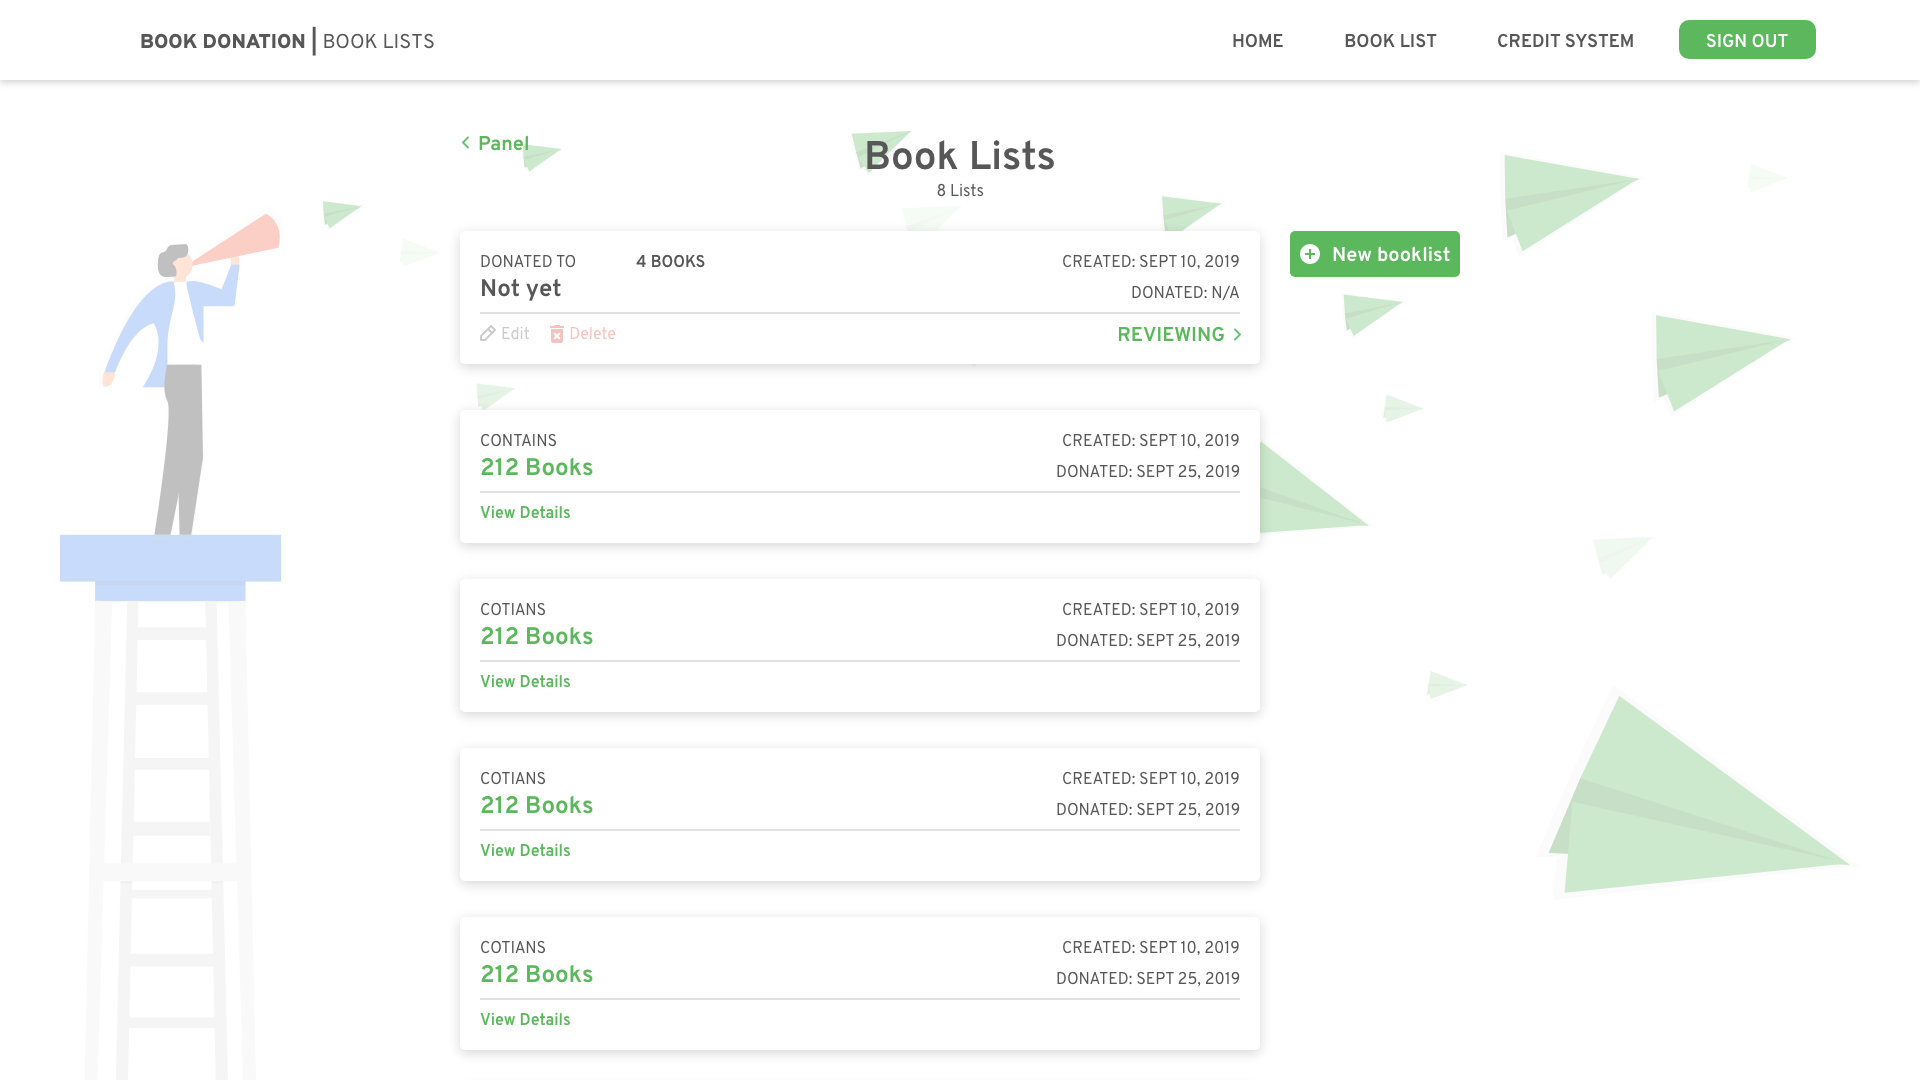 BOOK DONATION | BOOK LISTS
HOME
BOOK LIST
CREDIT SYSTEM
SIGN OUT
Panel
Book Lists
8 Lists
New booklist
DONATED TO
4 BOOKS
CREATED: SEPT 10, 2019
Not yet
DONATED: N/A
Edit
Delete
REVIEWING
CONTAINS
CREATED: SEPT 10, 2019
212 Books
DONATED: SEPT 25, 2019
View Details
COTIANS
CREATED: SEPT 10, 2019
212 Books
DONATED: SEPT 25, 2019
View Details
COTIANS
CREATED: SEPT 10, 2019
212 Books
DONATED: SEPT 25, 2019
View Details
COTIANS
CREATED: SEPT 10, 2019
212 Books
DONATED: SEPT 25, 2019
View Details